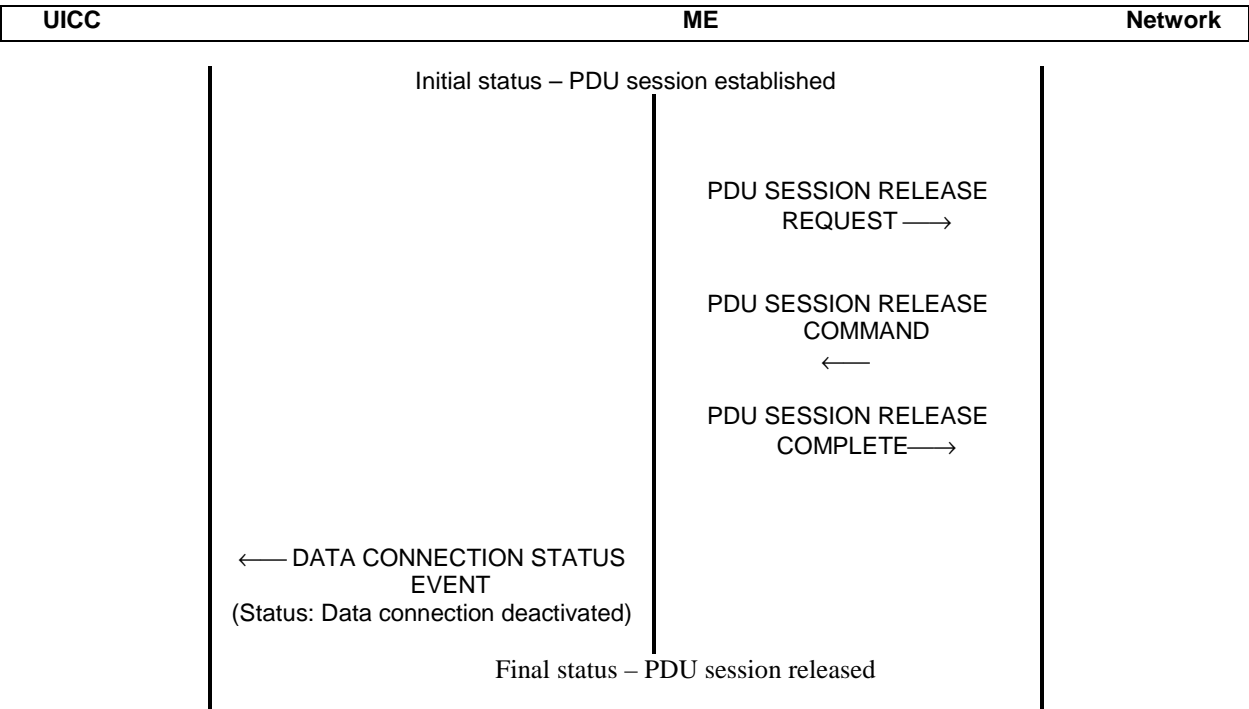 UICC ME Network
Initial status – PDU session established
PDU SESSION RELEASE
REQUEST ⟶
PDU SESSION RELEASE
COMMAND
⟵
PDU SESSION RELEASE
COMPLETE⟶
⟵ DATA CONNECTION STATUS
EVENT
(Status: Data connection deactivated)
Final status – PDU session released